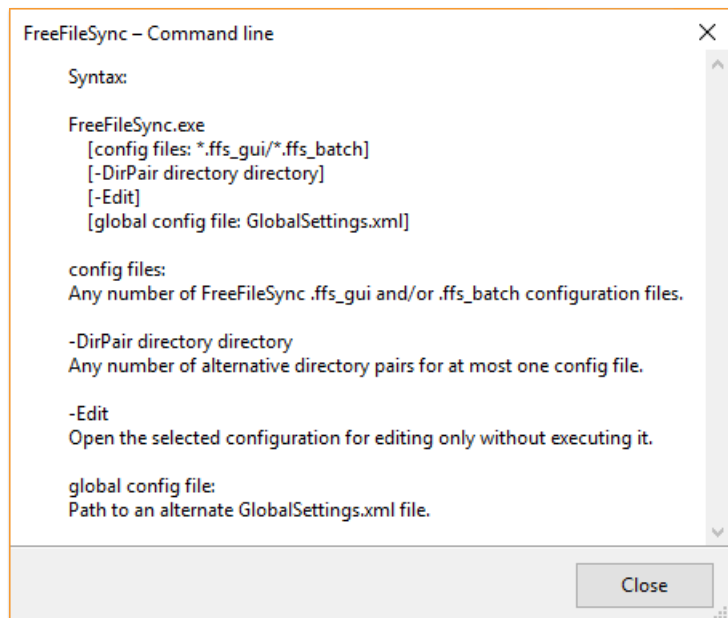 FreeFileSync – Command line
Syntax:
FreeFileSync.exe
[config files: *.ffs_gui/*.ffs_batch]
[-DirPair directory directory]
[-Edit]
[global config file: GlobalSettings.xml]
config files:
Any number of FreeFileSync .ffs_gui and/or .ffs_batch configuration files.
-DirPair directory directory
Any number of alternative directory pairs for at most one config file.
-Edit
Open the selected configuration for editing only without executing it.
global config file:
Path to an alternate GlobalSettings.xml file.
Close